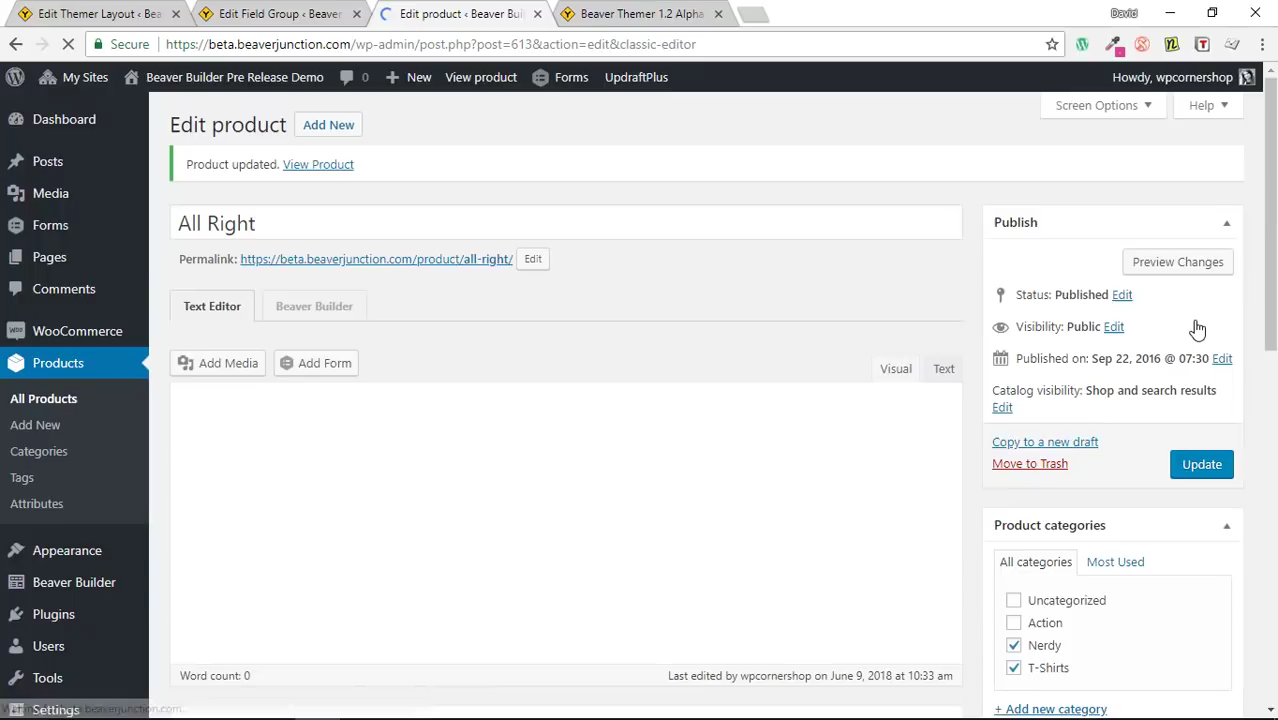 Edit Themer Layout ‹ Bea
Edit Field Group ‹ Beaver
Edit product ‹ Beaver Bui
Beaver Themer 1.2 Alpha
David
Secure
https://beta.beaverjunction.com/wp-admin/post.php?post=613&action=edit&classic-editor
My Sites
Beaver Builder Pre Release Demo
0
New
View product
Forms
UpdraftPlus
Howdy, wpcornershop
Screen Options
Help
Dashboard
Posts
Media
Forms
Pages
Comments
WooCommerce
Products
All Products
Add New
Categories
Tags
Attributes
Appearance
Beaver Builder
Plugins
Users
Tools
Settings
Edit product
Add New
Product updated. View Product
All Right
Permalink: https://beta.beaverjunction.com/product/all-right/ Edit
Text Editor
Beaver Builder
Add Media
Add Form
Visual
Text
Word count: 0
Last edited by wpcornershop on June 9, 2018 at 10:33 am
Publish
Preview Changes
Status: Published Edit
Visibility: Public Edit
Published on: Sep 22, 2016 @ 07:30 Edit
Catalog visibility: Shop and search results
Edit
Copy to a new draft
Move to Trash
Update
Product categories
All categories
Most Used
Uncategorized
Action
Nerdy
T-Shirts
+ Add new category